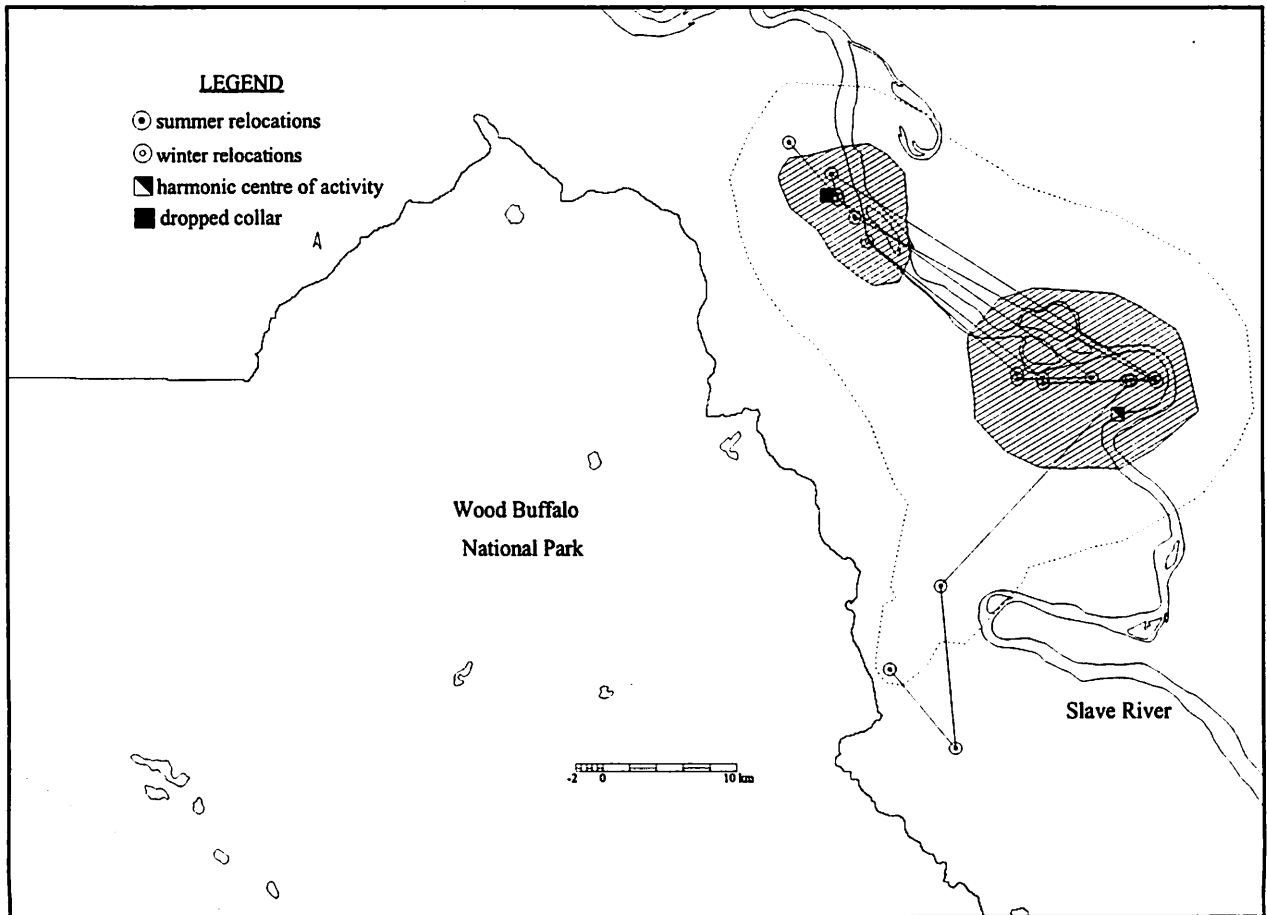 LEGEND
summer relocations
winter relocations
harmonic centre of activity
dropped collar
Wood Buffalo
National Park
Slave River
-2 0 10 km